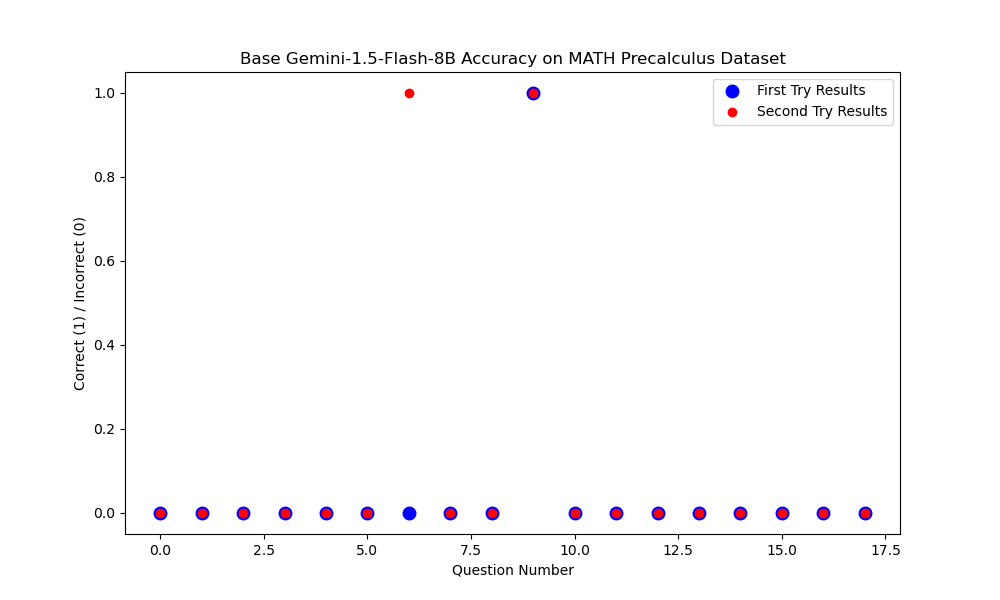 Base Gemini-1.5-Flash-8B Accuracy on MATH Precalculus Dataset
First Try Results
Second Try Results
1.0
0.8
0.6
0.4
0.2
0.0
Correct (1) / Incorrect (0)
0.0 2.5 5.0 7.5 10.0 12.5 15.0 17.5
Question Number